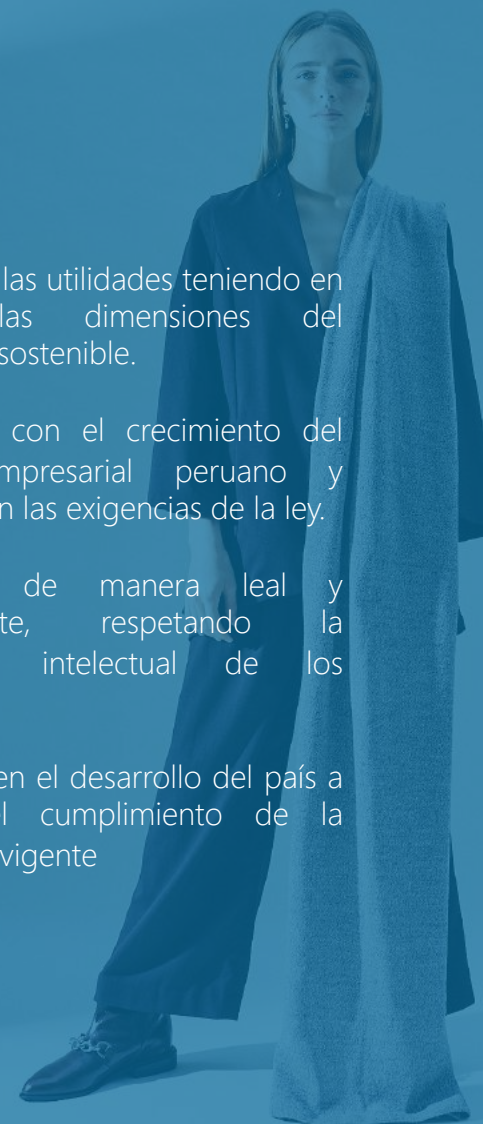 las utilidades teniendo en
las dimensiones del
sostenible.
con el crecimiento del
mpresarial peruano y
n las exigencias de la ley.
de manera leal y
te, respetando la
intelectual de los
en el desarrollo del país a
l cumplimiento de la
vigente